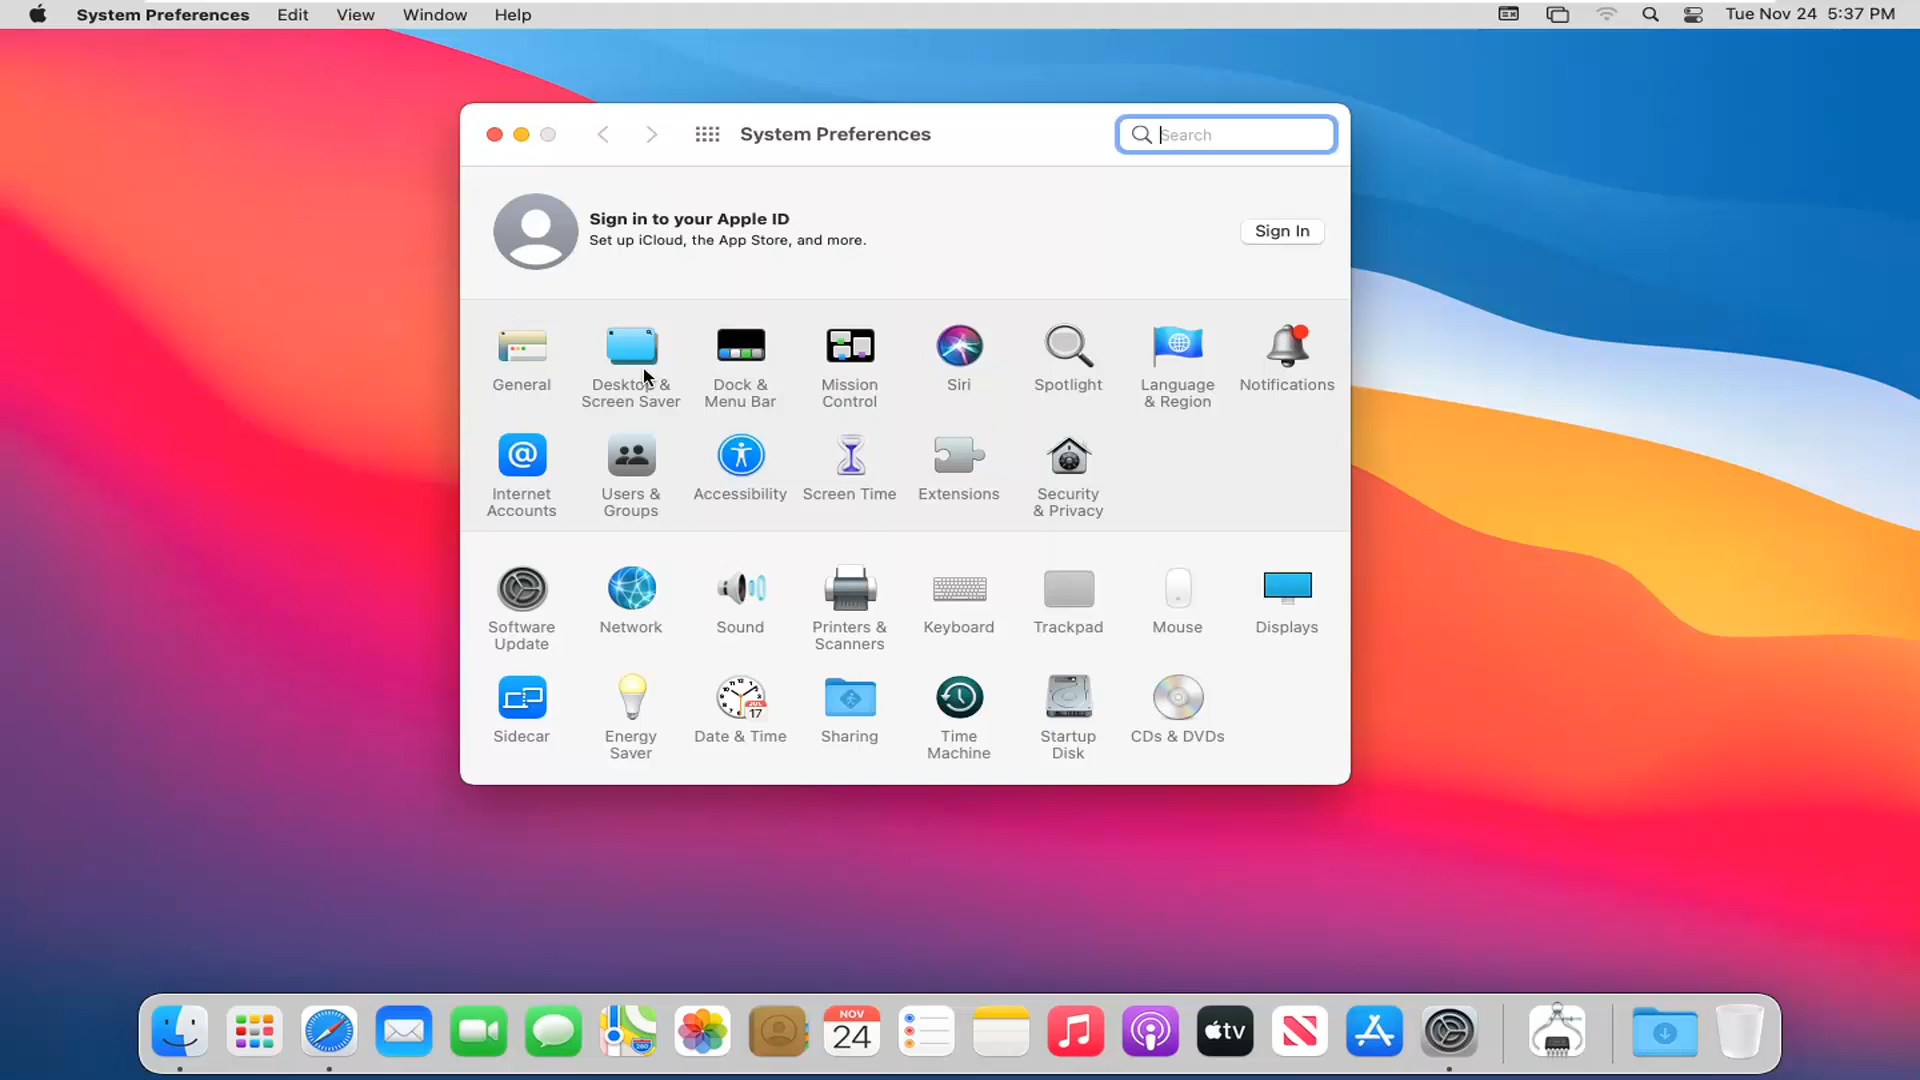 System Preferences Edit View Window Help Tue Nov 24 5:37 PM
System Preferences Search
Sign in to your Apple ID
Set up iCloud, the App Store, and more.
Sign In
General
Desktop &
Screen Saver
Dock &
Menu Bar
Mission
Control
Siri
Spotlight
Language
& Region
Notifications
Internet
Accounts
Users &
Groups
Accessibility
Screen Time
Extensions
Security
& Privacy
Software
Update
Network
Sound
Printers &
Scanners
Keyboard
Trackpad
Mouse
Displays
Sidecar
Energy
Saver
JUL
17
Date & Time
Sharing
Time
Machine
Startup
Disk
CDs & DVDs
280
NOV
24
tv